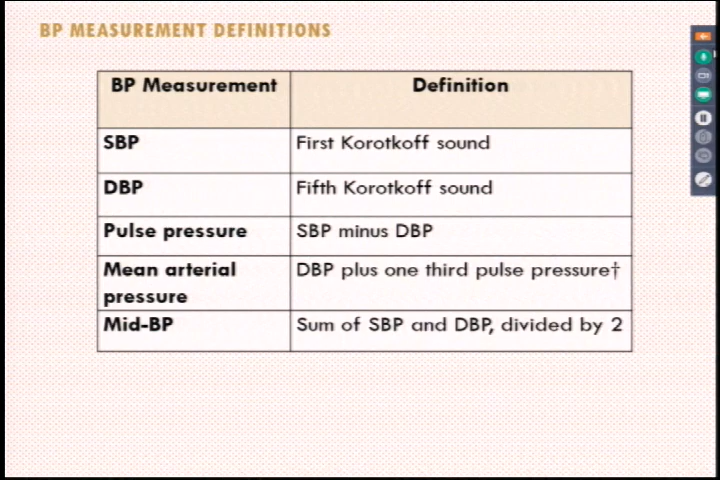 BP MEASUREMENT DEFINITIONS
BP Measurement Definition
SBP First Korotkoff sound
DBP Fifth Korotkoff sound
Pulse pressure SBP minus DBP
Mean arterial DBP plus one third pulse pressure†
pressure
Mid-BP Sum of SBP and DBP, divided by 2